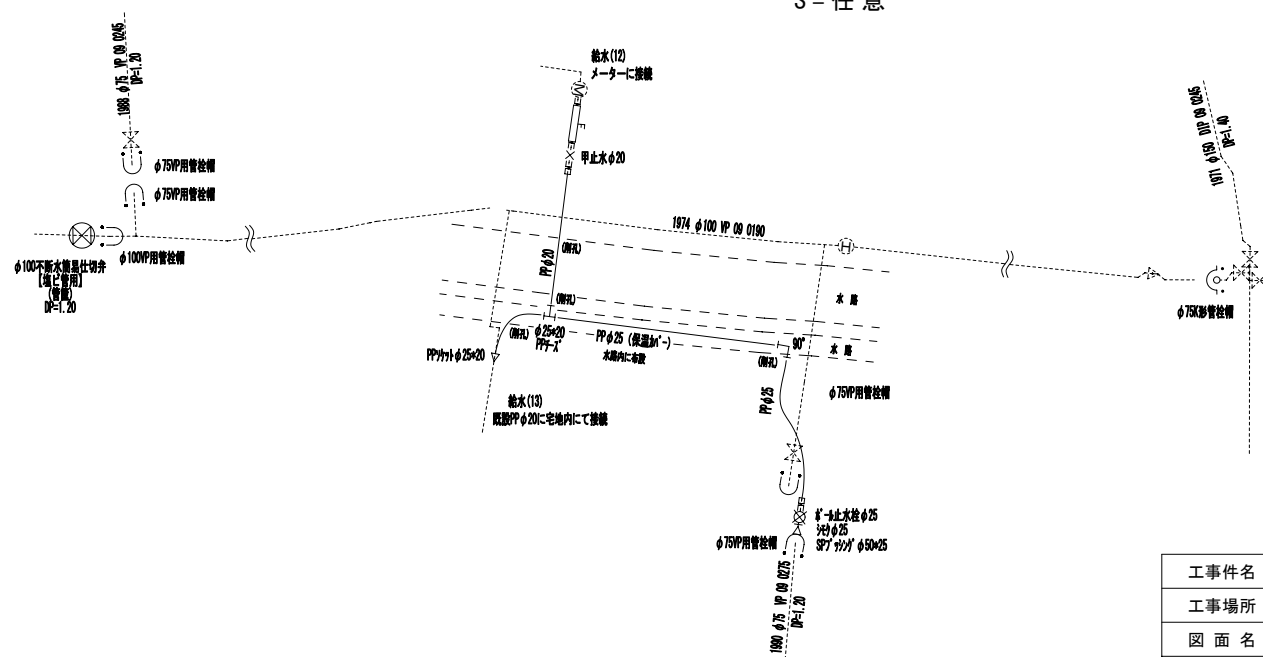 S=任意
1988 φ75 VP 09 0245
DP=1.20
φ75VP用管栓帽
φ75VP用管栓帽
φ100VP用管栓帽
φ100不断水簡易仕切弁
【塩ビ管用】
DP=1.20
給水(12)
メーターに接続
M
甲止水φ20
PPφ20
(削孔)
(削孔)
(削孔)
φ25*20
PPチーズ
PPソケットφ25*20
給水(13)
既設PPφ20に宅地内にて接続
PPφ25 (保温カバー)
水路内に布設
1974 φ100 VP 09 0190
H
水路
水路
90°
(削孔)
PPφ25
φ75VP用管栓帽
ボール止水栓φ25
シモクφ25
SPブッシングφ50*25
φ75VP用管栓帽
1990 φ75 VP 09 0275
DP=1.20
1971 φ150 DIP 09 0245
DP=1.40
φ75K形管栓帽
工事件名
工事場所
図面名